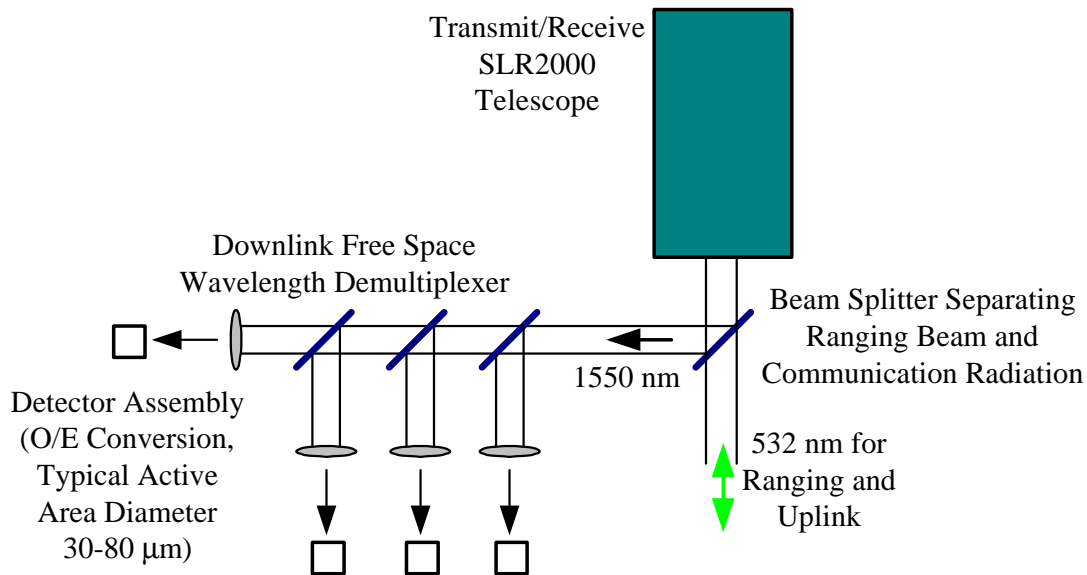 Transmit/Receive
SLR2000
Telescope
Downlink Free Space
Wavelength Demultiplexer
Beam Splitter Separating
Ranging Beam and
Communication Radiation
1550 nm
Detector Assembly
(O/E Conversion,
Typical Active
Area Diameter
30-80 μm)
532 nm for
Ranging and
Uplink